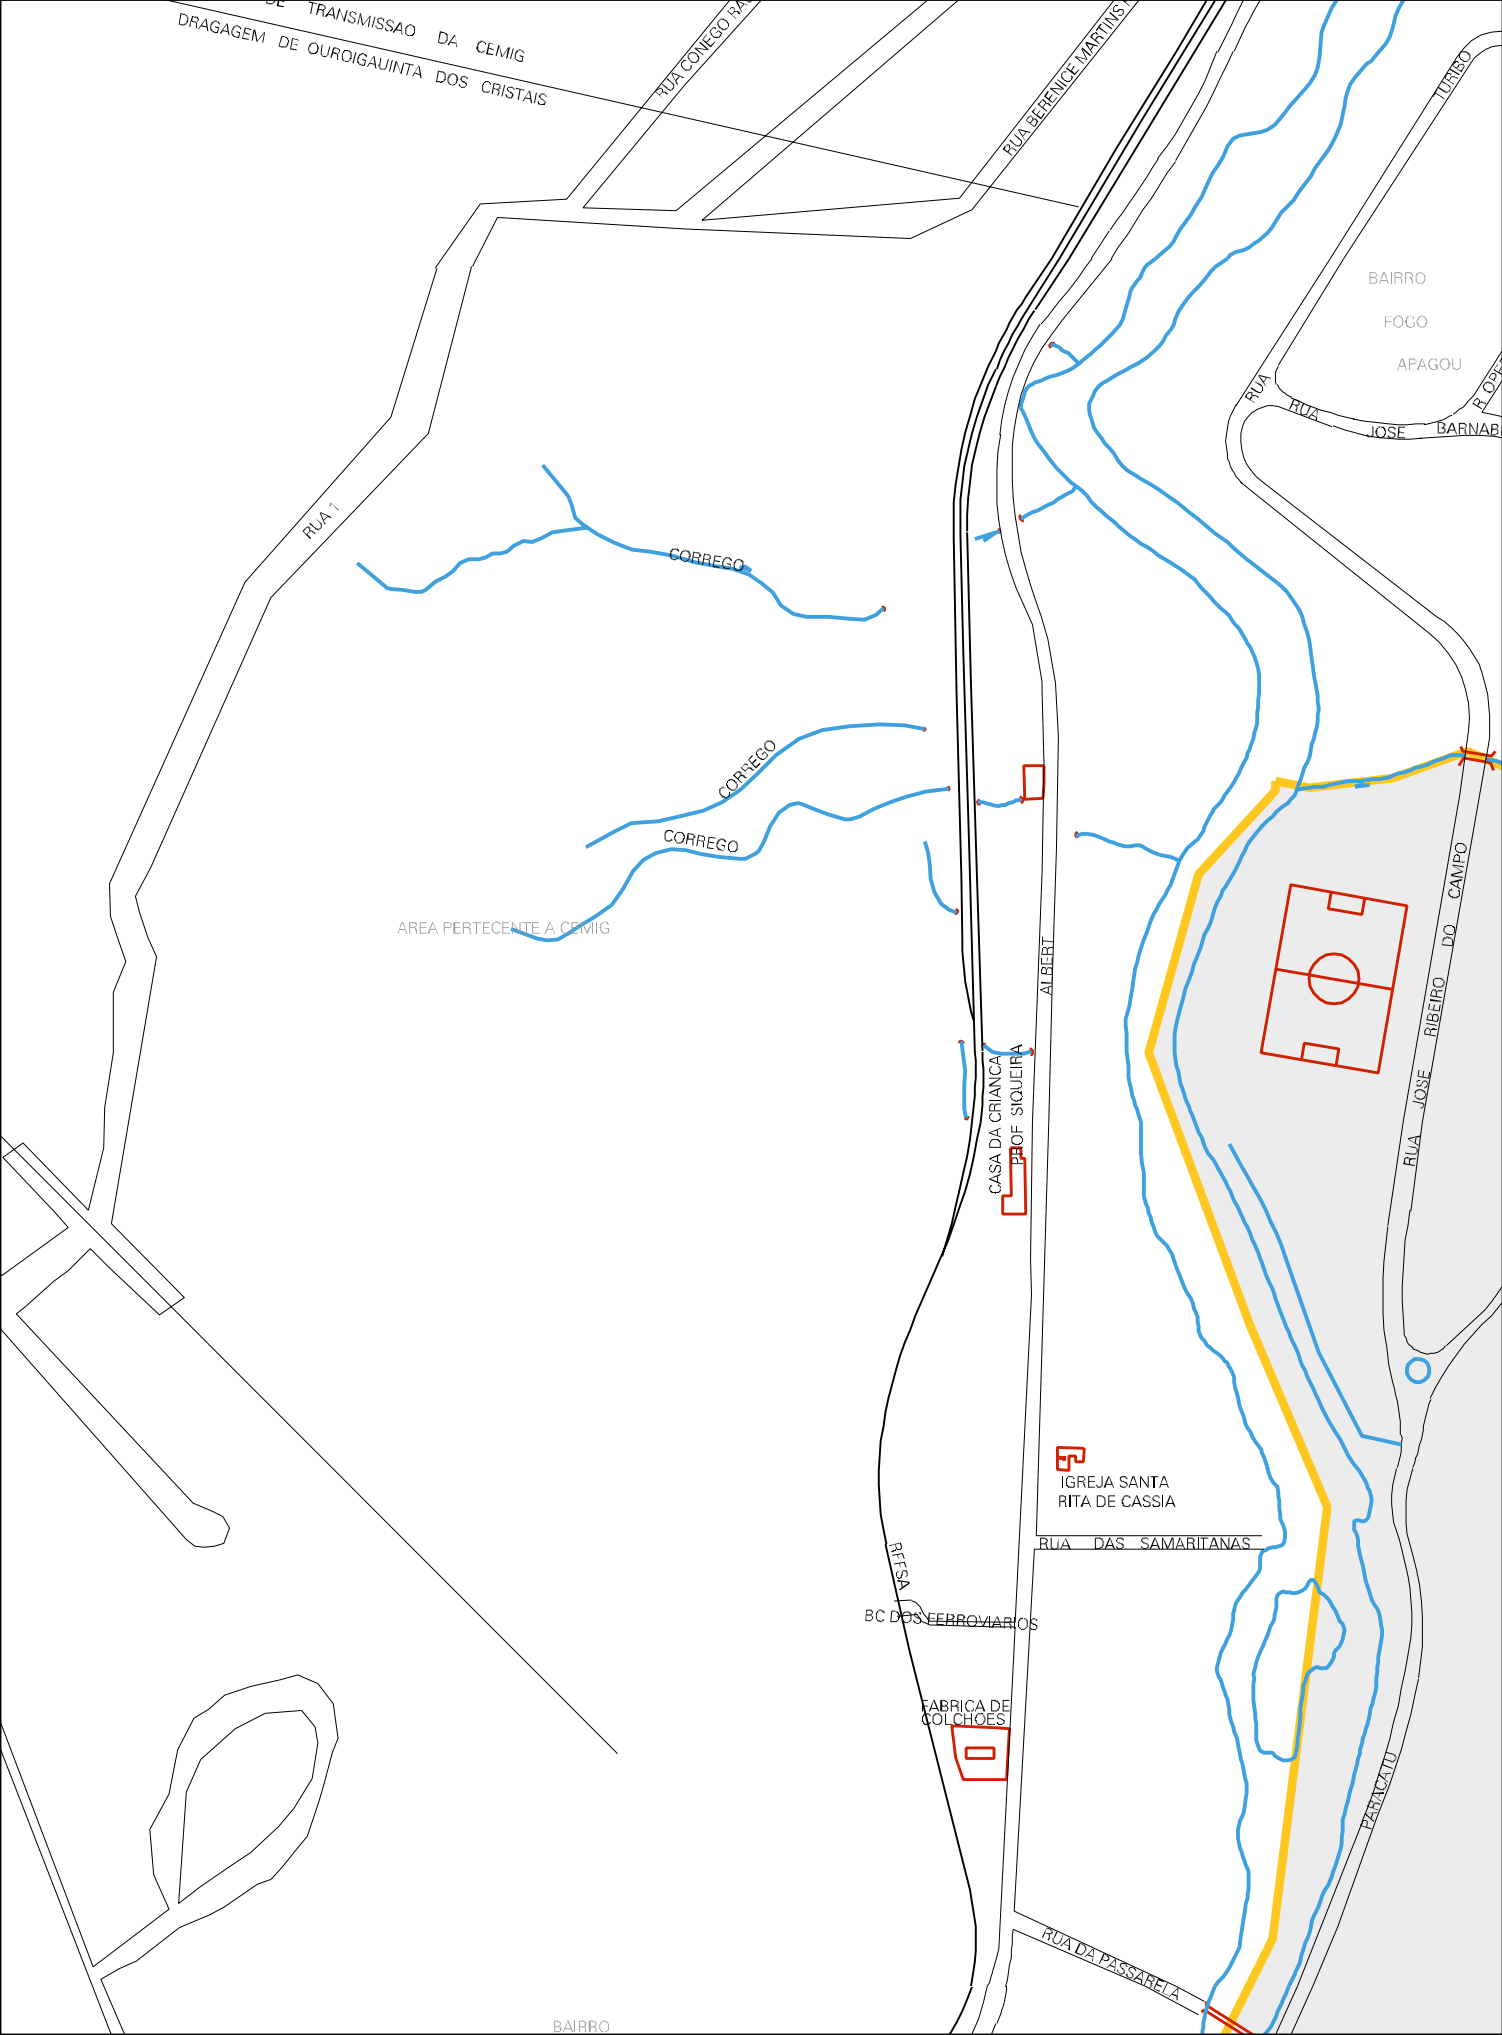 TRANSMISSAO DA CEMIG
DRAGAGEM DE OUROIGAUINTA DOS CRISTAIS
RUA CONEGO
RUA BERENICE MARTINS
TURIBO
BAIRRO
FOGO
APAGOU
RUA
RUA JOSE
R
RUA 1
CORREGO
CORREGO
CORREGO
AREA PERTECENTE A CEMIG
ALBERT
RUA JOSE RIBEIRO DO CAMPO
CASA DA CRIANCA
PROF SIQUEIRA
IGREJA SANTA
RITA DE CASSIA
RUA DAS SAMARITANAS
RFFSA
BC DOS FERROVIARIOS
FABRICA DE
COLCHOES
PARACATU
RUA DA PASSARELA
BAIRRO